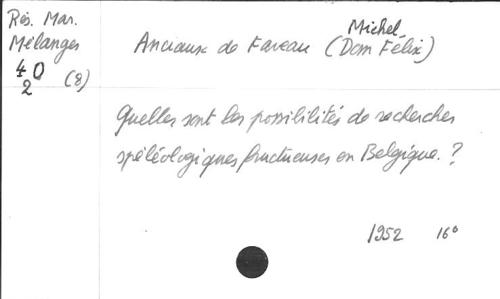 Rés. Mar.
Mélanges
40
2 (8)
Michel
Anciaux de Faveau (Dom Félix)
Quelles sont les possibilités de recherches
spéléologiques fructueuses en Belgique. ?
1952 16°